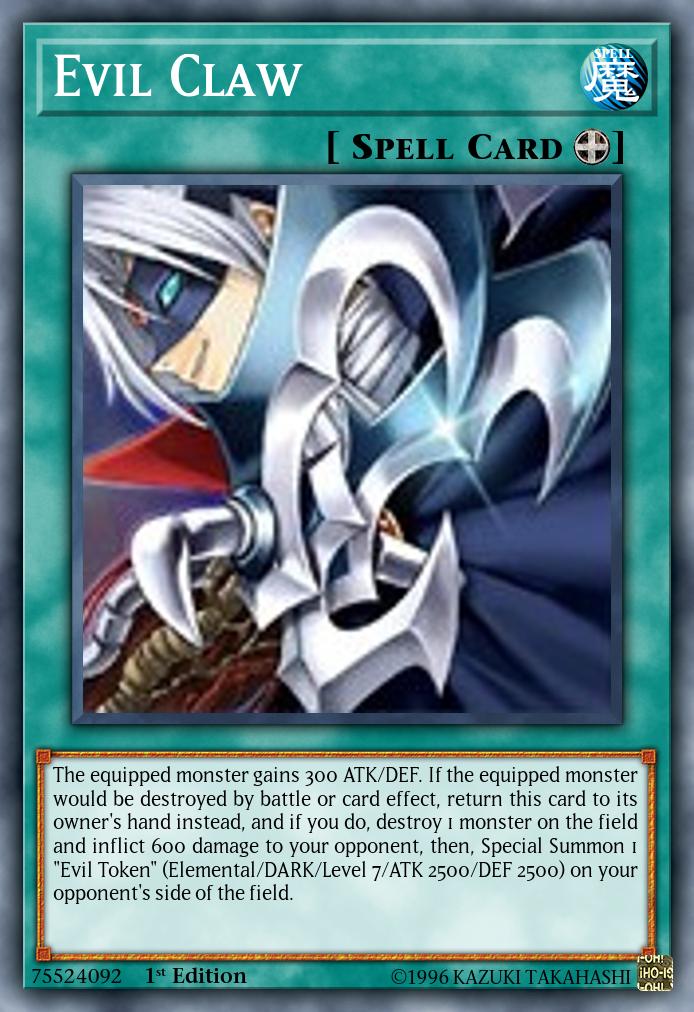 Evil Claw
SPELL
魔
[ Spell Card ]
The equipped monster gains 300 ATK/DEF. If the equipped monster
would be destroyed by battle or card effect, return this card to its
owner's hand instead, and if you do, destroy 1 monster on the field
and inflict 600 damage to your opponent, then, Special Summon 1
"Evil Token" (Elemental/DARK/Level 7/ATK 2500/DEF 2500) on your
opponent's side of the field.
75524092 1st Edition ©1996 KAZUKI TAKAHASHI